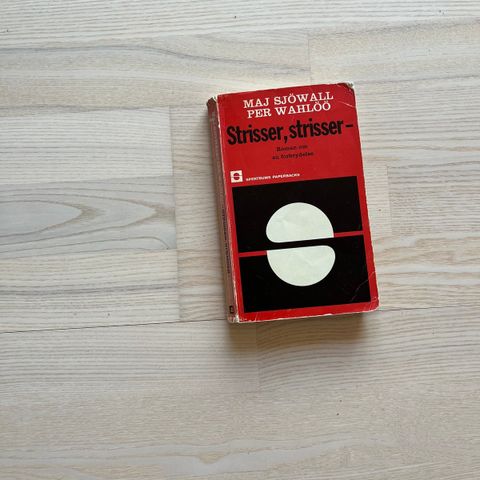 MAJ SJÖWALL
PER WAHLÖÖ
Strisser, strisser–
Roman om
en forbrydelse
S
SPEKTRUMS PAPERBACKS